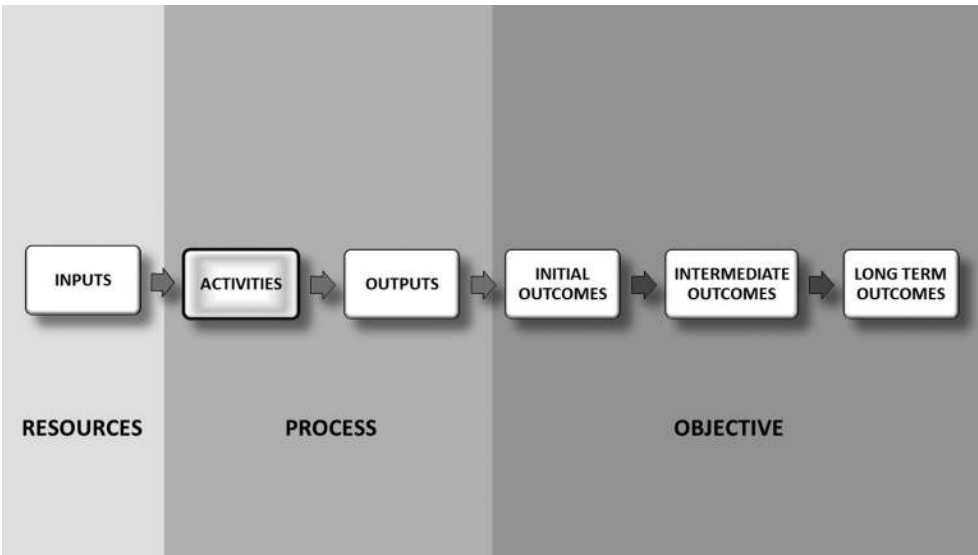 INPUTS
ACTIVITIES
OUTPUTS
INITIAL
OUTCOMES
INTERMEDIATE
OUTCOMES
LONG TERM
OUTCOMES
RESOURCES
PROCESS
OBJECTIVE